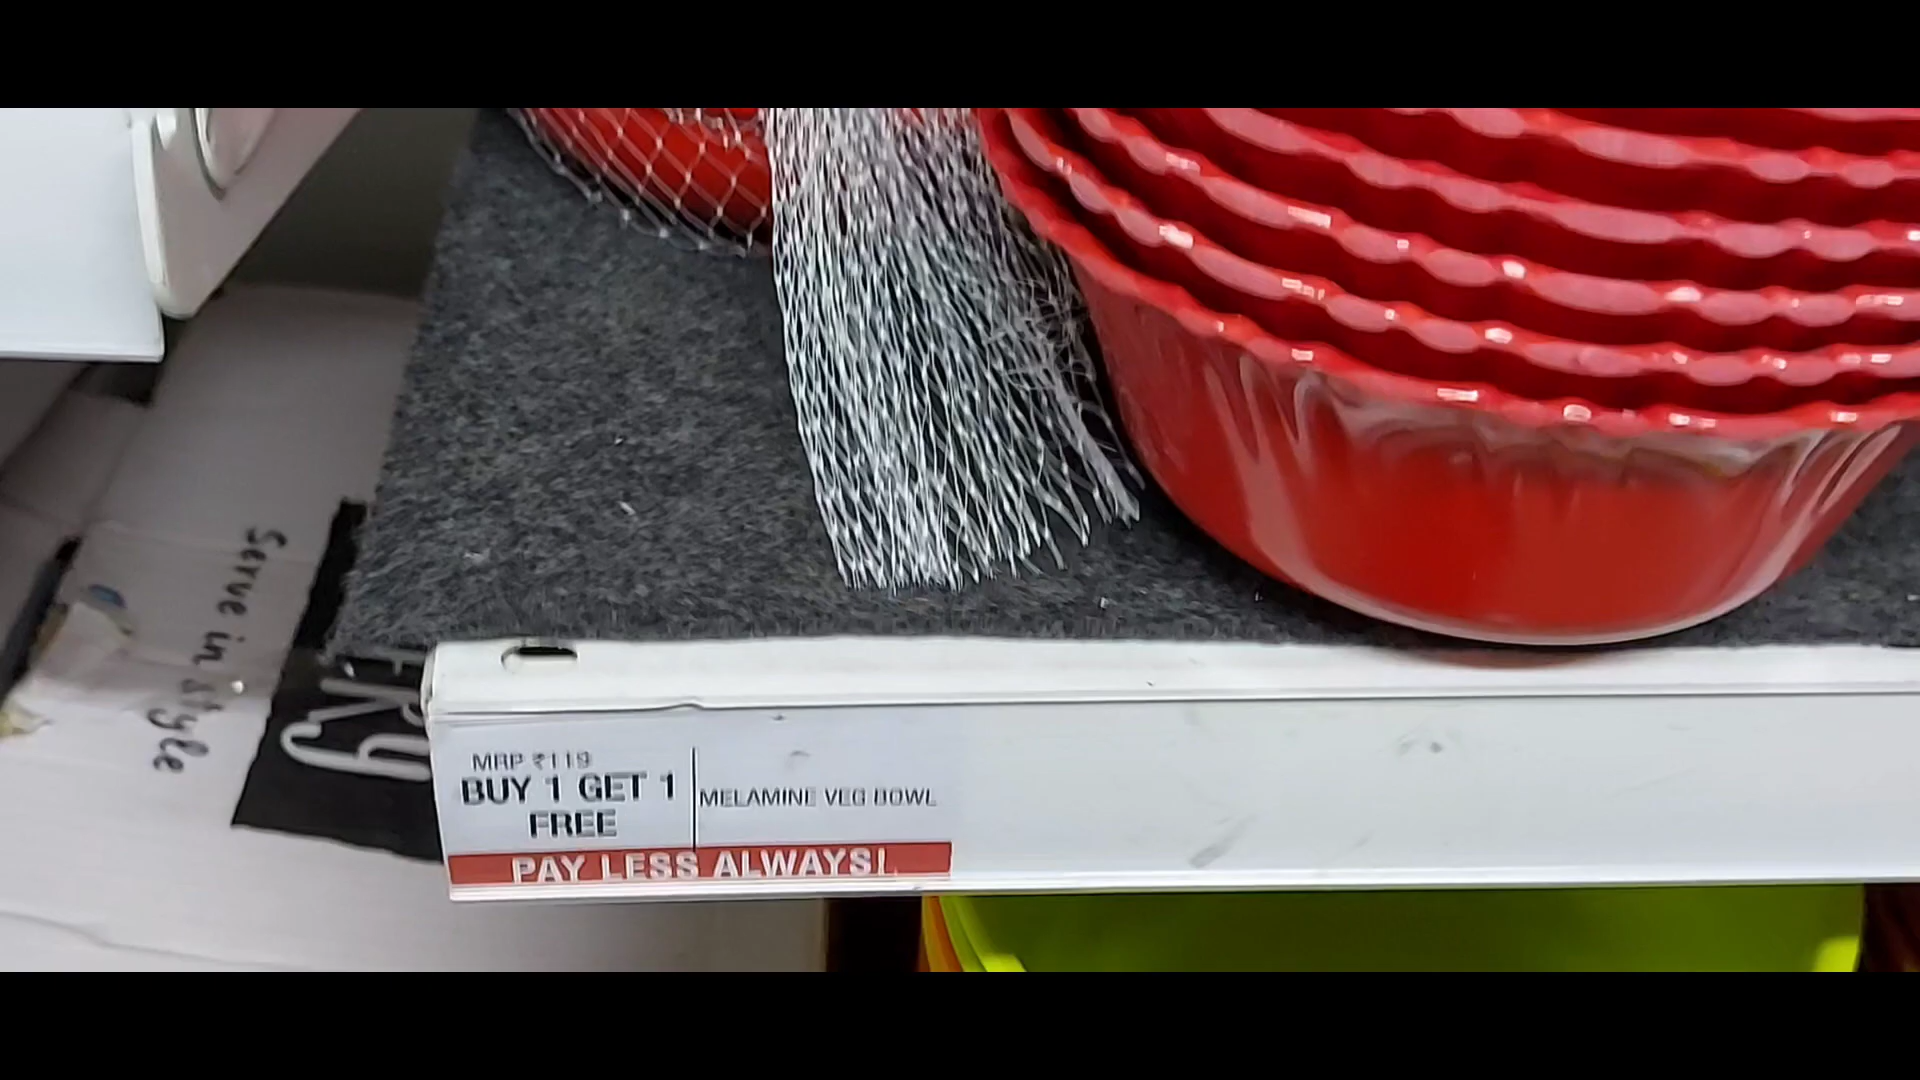 Serve in style
MRP ₹119
BUY 1 GET 1
FREE
MELAMINE VEG BOWL
PAY LESS ALWAYS!